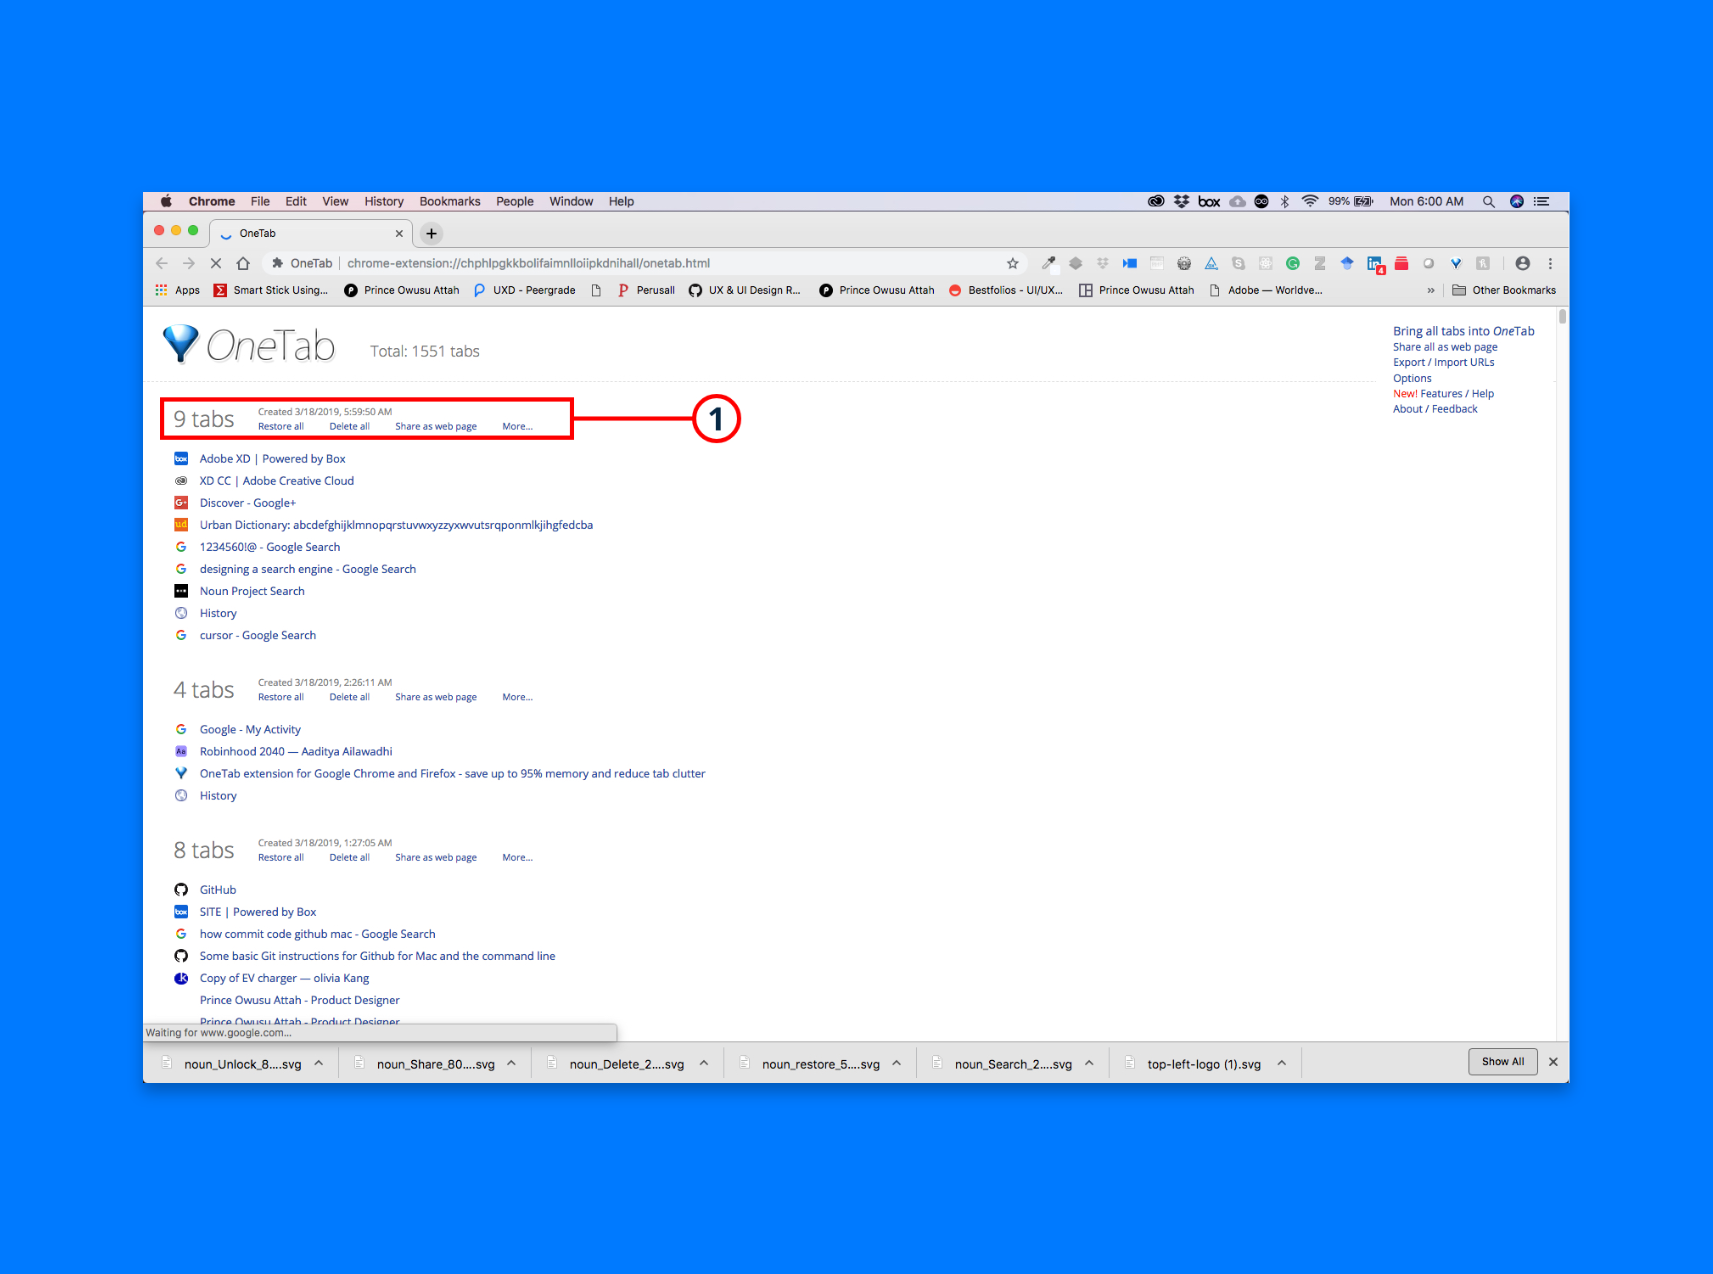 Chrome File Edit View History Bookmarks People Window Help box 99% Mon 6:00 AM
OneTab
OneTab chrome-extension://chphlpgkkbolifaimnlloiipkdnihall/onetab.html
Apps Smart Stick Using... Prince Owusu Attah UXD - Peergrade Perusall UX & UI Design R... Prince Owusu Attah Bestfolios - UI/UX... Prince Owusu Attah Adobe — Worldve... » Other Bookmarks
OneTab Total: 1551 tabs
Bring all tabs into OneTab
Share all as web page
Export / Import URLs
Options
New! Features / Help
About / Feedback
9 tabs Created 3/18/2019, 5:59:50 AM
Restore all Delete all Share as web page More...
1
Adobe XD | Powered by Box
XD CC | Adobe Creative Cloud
Discover - Google+
Urban Dictionary: abcdefghijklmnopqrstuvwxyzzyxwvutsrqponmlkjihgfedcba
1234560!@ - Google Search
designing a search engine - Google Search
Noun Project Search
History
cursor - Google Search
4 tabs Created 3/18/2019, 2:26:11 AM
Restore all Delete all Share as web page More...
Google - My Activity
Robinhood 2040 — Aaditya Ailawadhi
OneTab extension for Google Chrome and Firefox - save up to 95% memory and reduce tab clutter
History
8 tabs Created 3/18/2019, 1:27:05 AM
Restore all Delete all Share as web page More...
GitHub
SITE | Powered by Box
how commit code github mac - Google Search
Some basic Git instructions for Github for Mac and the command line
Copy of EV charger — olivia Kang
Prince Owusu Attah - Product Designer
Prince Owusu Attah - Product Designer
Waiting for www.google.com...
noun_Unlock_8....svg noun_Share_80....svg noun_Delete_2....svg noun_restore_5....svg noun_Search_2....svg top-left-logo (1).svg Show All